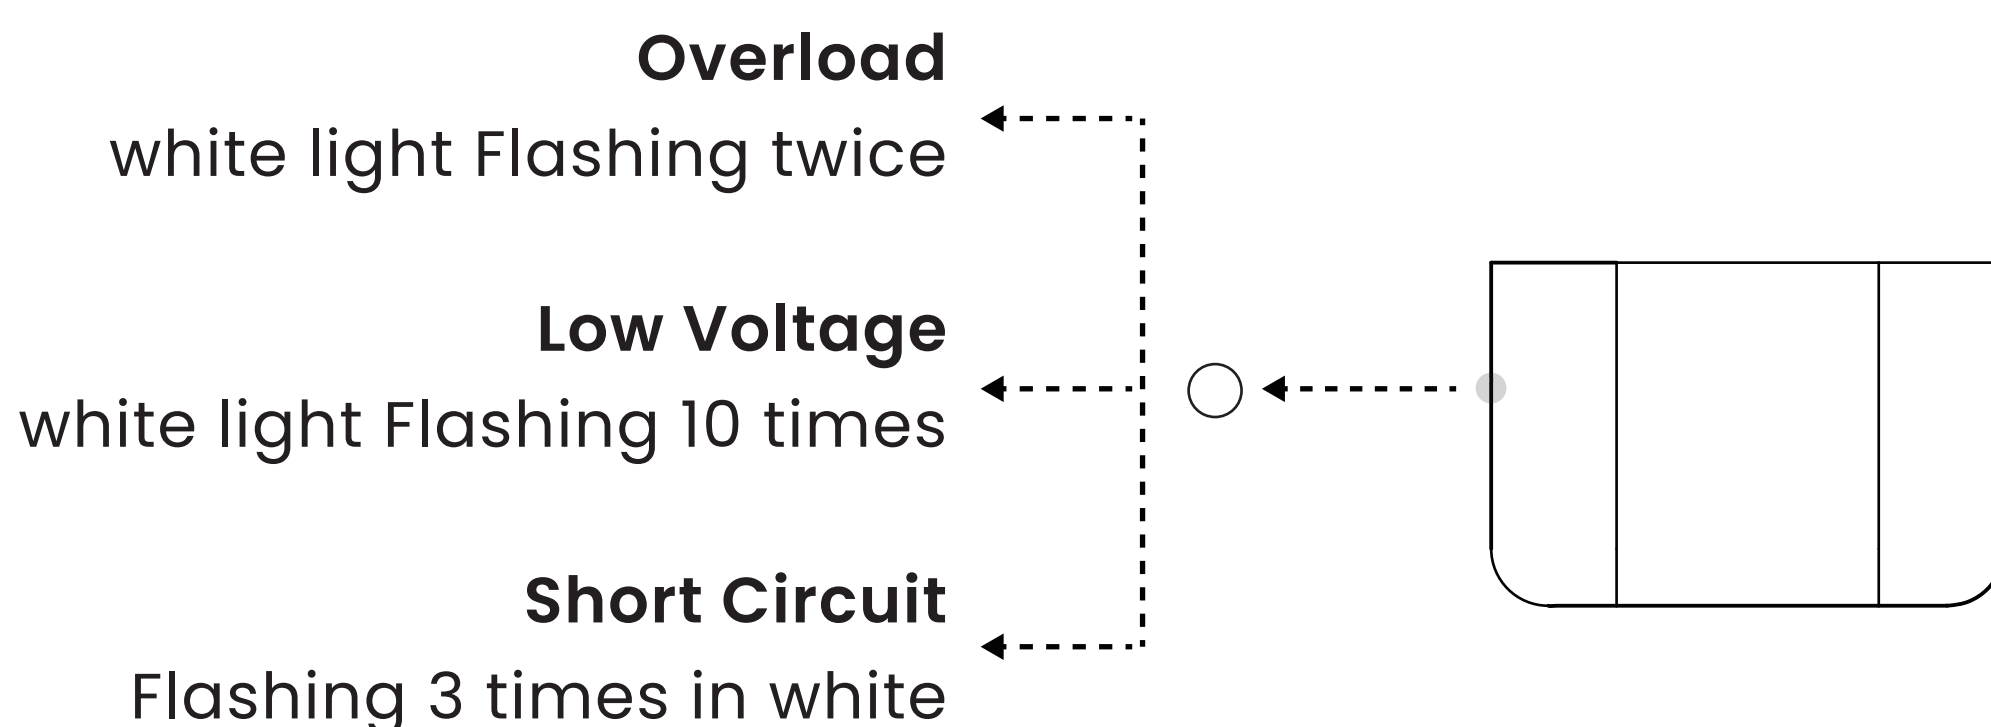 Overload
white light Flashing twice
Low Voltage
white light Flashing 10 times
Short Circuit
Flashing 3 times in white